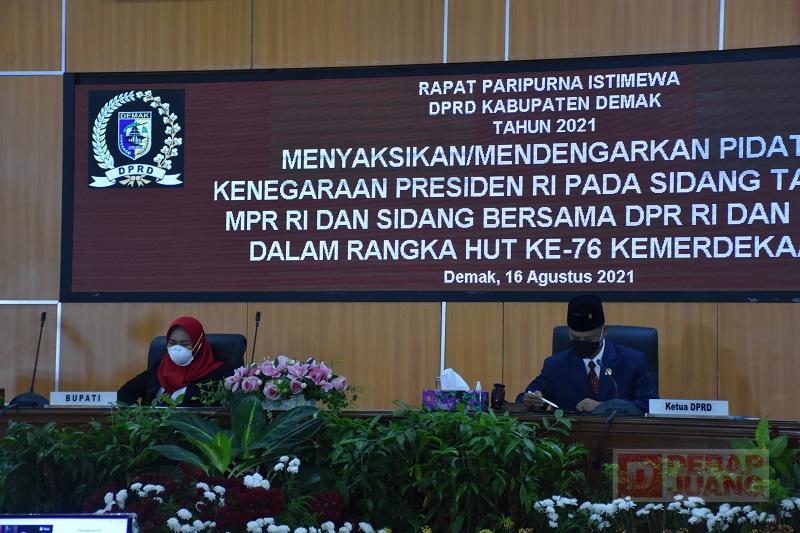 RAPAT PARIPURNA ISTIMEWA
DPRD KABUPATEN DEMAK
TAHUN 2021
MENYAKSIKAN/MENDENGARKAN PIDAT
KENEGARAAN PRESIDEN RI PADA SIDANG TA
MPR RI DAN SIDANG BERSAMA DPR RI DAN
DALAM RANGKA HUT KE-76 KEMERDEKAA
Demak, 16 Agustus 2021
DEMAK
DPRD
BUPATI
Ketua DPRD
DEBAP
JUANG